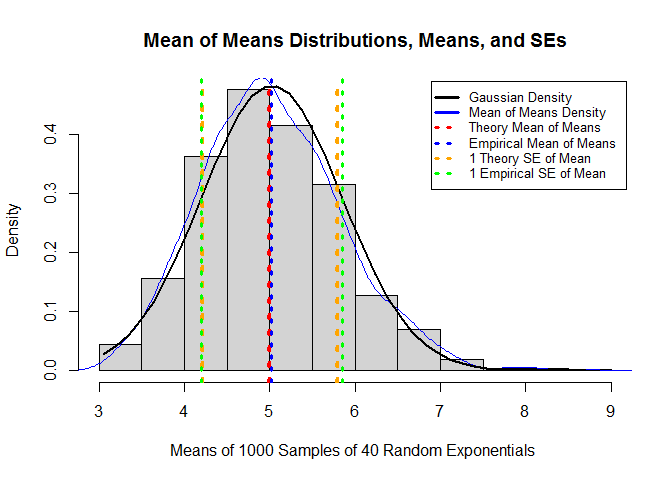 Mean of Means Distributions, Means, and SEs
Gaussian Density
Mean of Means Density
Theory Mean of Means
Empirical Mean of Means
1 Theory SE of Mean
1 Empirical SE of Mean
Density
0.4
0.3
0.2
0.1
0.0
3 4 5 6 7 8 9
Means of 1000 Samples of 40 Random Exponentials